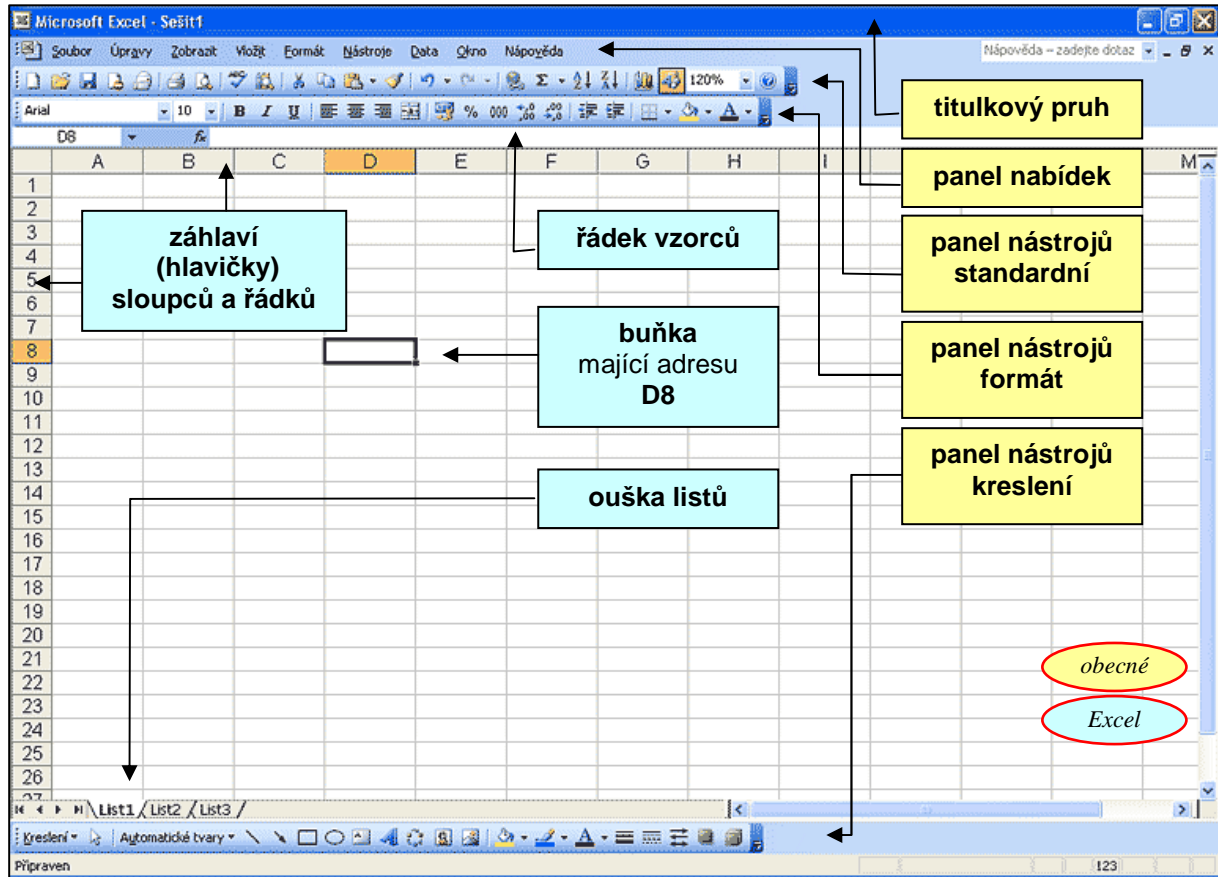 Microsoft Excel - Sešit1
Soubor Úpravy Zobrazit Vložit Formát Nástroje Data Okno Nápověda
Nápověda – zadejte dotaz
120%
Arial 10 B I U % 000
D8 fx
A B C D E F G H I M
1
2
3
4
5
6
7
8
9
10
11
12
13
14
15
16
17
18
19
20
21
22
23
24
25
26
27
titulkový pruh
panel nabídek
panel nástrojů
standardní
panel nástrojů
formát
panel nástrojů
kreslení
záhlaví
(hlavičky)
sloupců a řádků
řádek vzorců
buňka
mající adresu
D8
ouška listů
obecné
Excel
List1 List2 List3
Kreslení Automatické tvary
Připraven
123